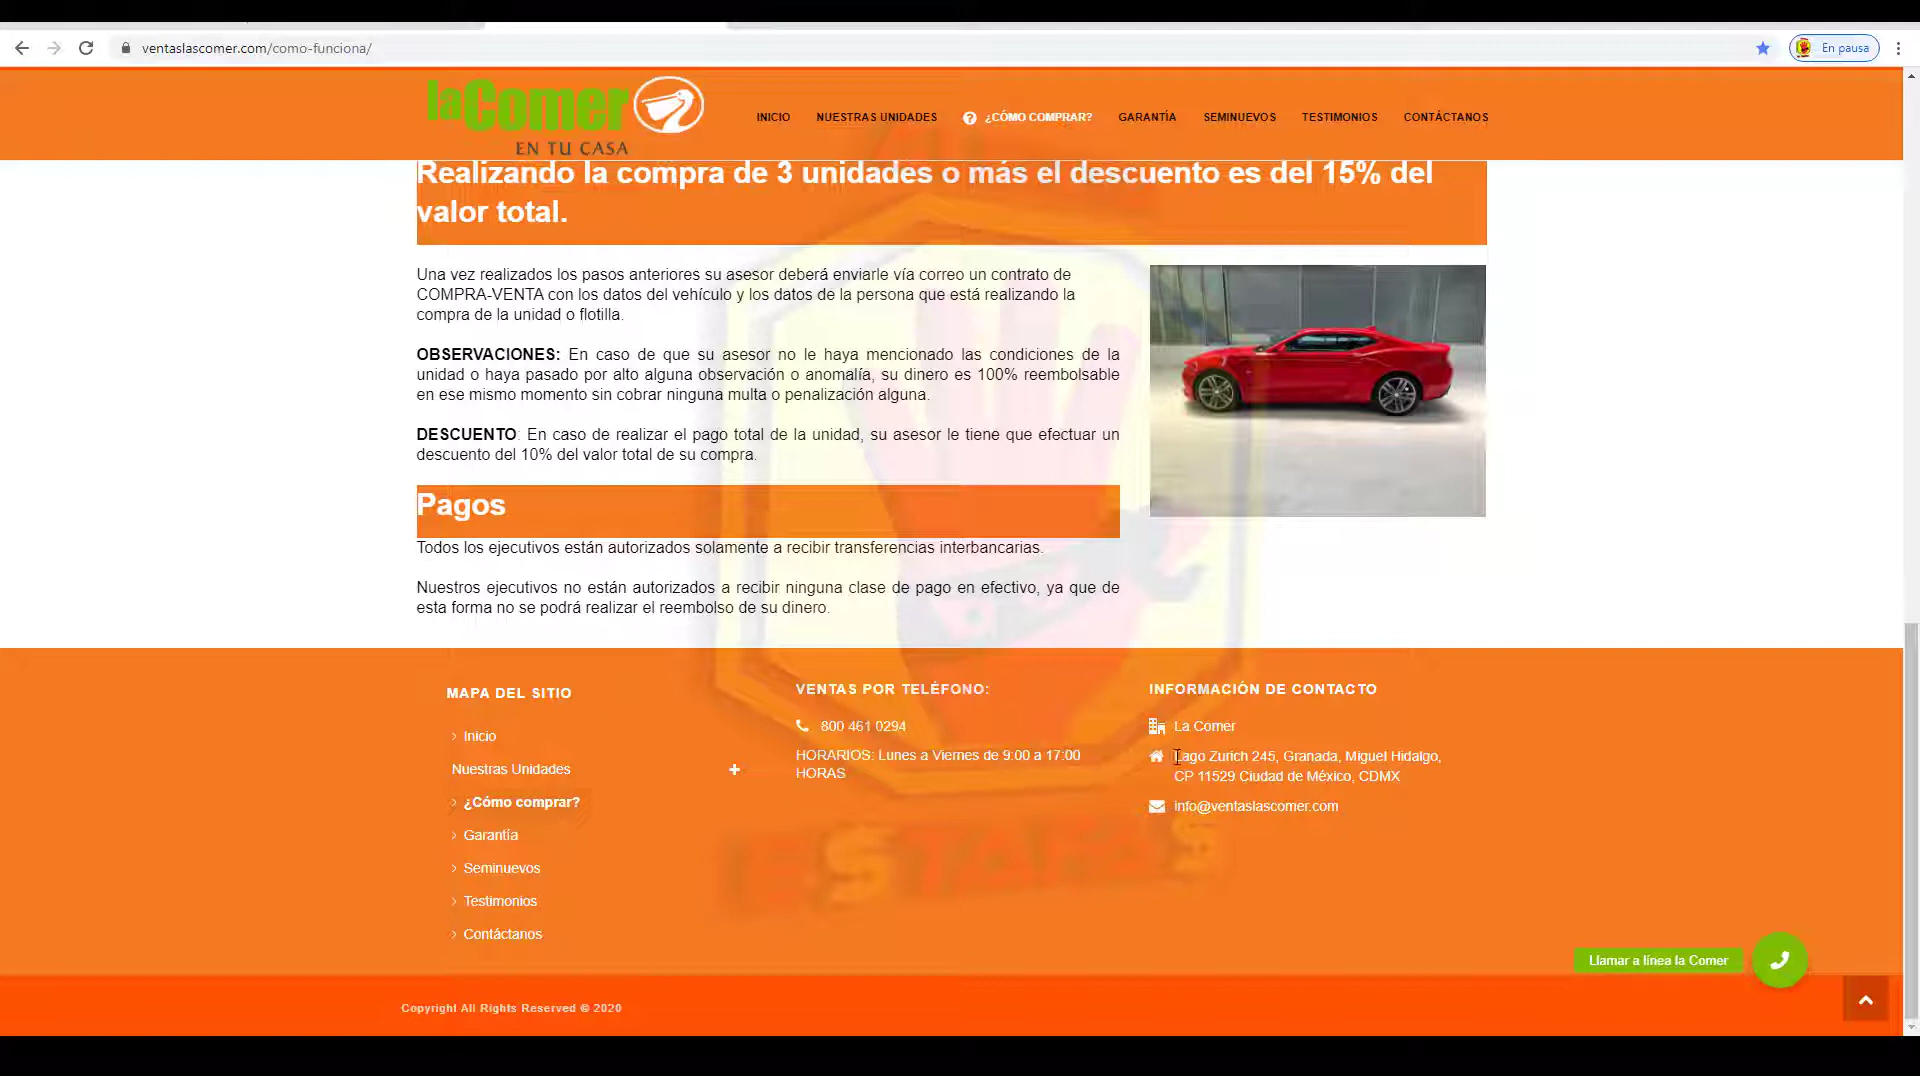 ventaslascomer.com/como-funciona/
En pausa
laComer
EN TU CASA
INICIO NUESTRAS UNIDADES ¿CÓMO COMPRAR? GARANTÍA SEMINUEVOS TESTIMONIOS CONTÁCTANOS
Realizando la compra de 3 unidades o más el descuento es del 15% del
valor total.
Una vez realizados los pasos anteriores su asesor deberá enviarle vía correo un contrato de
COMPRA-VENTA con los datos del vehículo y los datos de la persona que está realizando la
compra de la unidad o flotilla.
OBSERVACIONES: En caso de que su asesor no le haya mencionado las condiciones de la
unidad o haya pasado por alto alguna observación o anomalía, su dinero es 100% reembolsable
en ese mismo momento sin cobrar ninguna multa o penalización alguna.
DESCUENTO: En caso de realizar el pago total de la unidad, su asesor le tiene que efectuar un
descuento del 10% del valor total de su compra.
Pagos
Todos los ejecutivos están autorizados solamente a recibir transferencias interbancarias.
Nuestros ejecutivos no están autorizados a recibir ninguna clase de pago en efectivo, ya que de
esta forma no se podrá realizar el reembolso de su dinero.
MAPA DEL SITIO
Inicio
Nuestras Unidades
¿Cómo comprar?
Garantía
Seminuevos
Testimonios
Contáctanos
VENTAS POR TELÉFONO:
800 461 0294
HORARIOS: Lunes a Viernes de 9:00 a 17:00
HORAS
INFORMACIÓN DE CONTACTO
La Comer
Lago Zurich 245, Granada, Miguel Hidalgo,
CP 11529 Ciudad de México, CDMX
info@ventaslascomer.com
Llamar a línea la Comer
Copyright All Rights Reserved © 2020